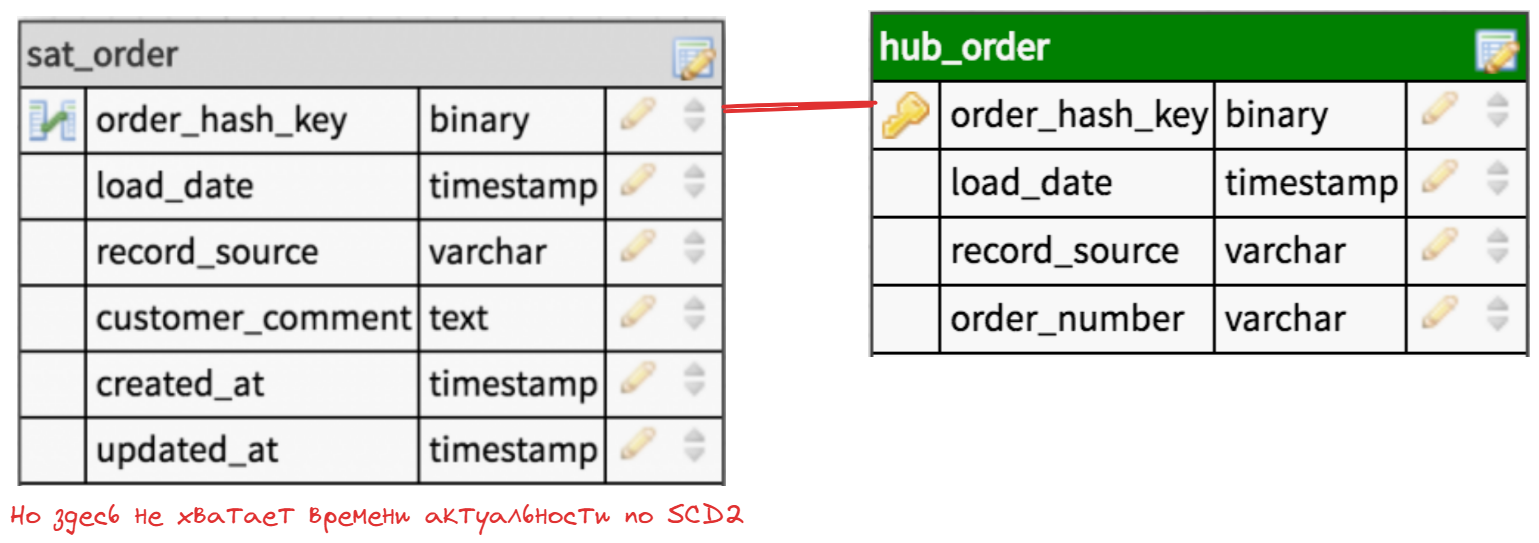 sat_order
order_hash_key binary
load_date timestamp
record_source varchar
customer_comment text
created_at timestamp
updated_at timestamp
hub_order
order_hash_key binary
load_date timestamp
record_source varchar
order_number varchar
Но здесь не хватает времени актуальности по SCD2